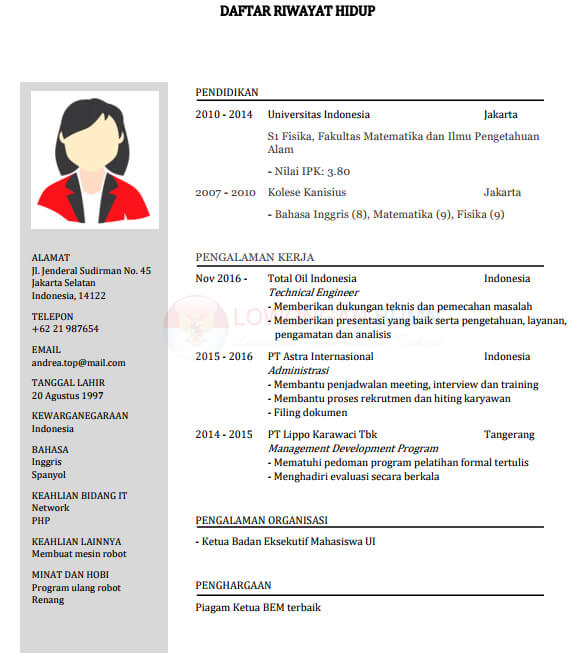 DAFTAR RIWAYAT HIDUP
ALAMAT
Jl. Jenderal Sudirman No. 45
Jakarta Selatan
Indonesia, 14122
TELEPON
+62 21 987654
EMAIL
andrea.top@mail.com
TANGGAL LAHIR
20 Agustus 1997
KEWARGANEGARAAN
Indonesia
BAHASA
Inggris
Spanyol
KEAHLIAN BIDANG IT
Network
PHP
KEAHLIAN LAINNYA
Membuat mesin robot
MINAT DAN HOBI
Program ulang robot
Renang
PENDIDIKAN
2010 - 2014 Universitas Indonesia Jakarta
S1 Fisika, Fakultas Matematika dan Ilmu Pengetahuan
Alam
- Nilai IPK: 3.80
2007 - 2010 Kolese Kanisius Jakarta
- Bahasa Inggris (8), Matematika (9), Fisika (9)
PENGALAMAN KERJA
Nov 2016 - Total Oil Indonesia Indonesia
Technical Engineer
- Memberikan dukungan teknis dan pemecahan masalah
- Memberikan presentasi yang baik serta pengetahuan, layanan,
pengamatan dan analisis
2015 - 2016 PT Astra Internasional Indonesia
Administrasi
- Membantu penjadwalan meeting, interview dan training
- Membantu proses rekrutmen dan hiting karyawan
- Filing dokumen
2014 - 2015 PT Lippo Karawaci Tbk Tangerang
Management Development Program
- Mematuhi pedoman program pelatihan formal tertulis
- Menghadiri evaluasi secara berkala
PENGALAMAN ORGANISASI
- Ketua Badan Eksekutif Mahasiswa UI
PENGHARGAAN
Piagam Ketua BEM terbaik